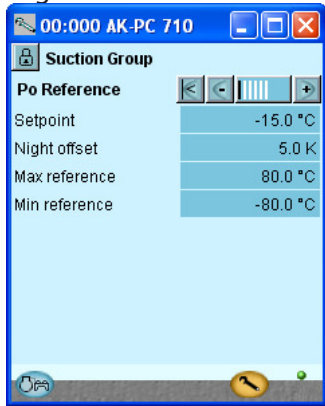 00:000 AK-PC 710
Suction Group
Po Reference
Setpoint -15.0 °C
Night offset 5.0 K
Max reference 80.0 °C
Min reference -80.0 °C